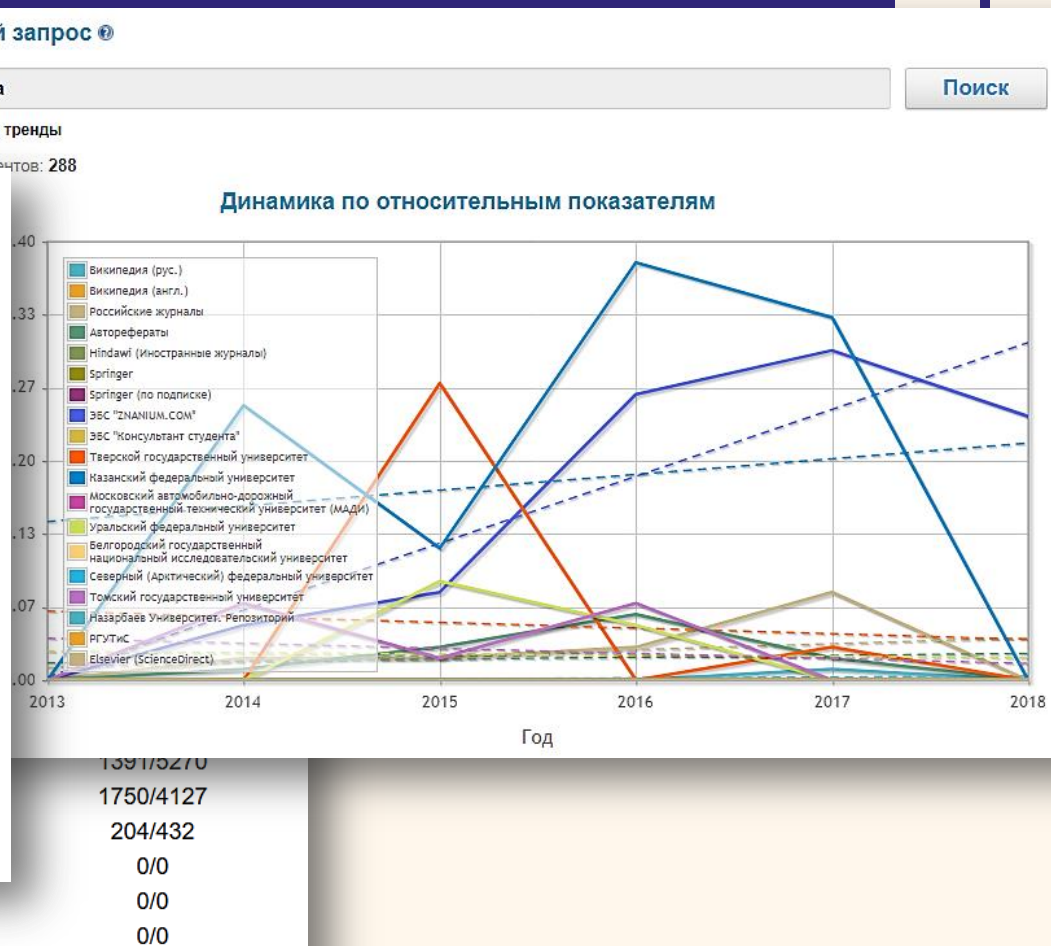 й запрос
а
Поиск
тренды
ентов: 288
Динамика по относительным показателям
.40
.33
.27
.20
.13
.07
.00
Википедия (рус.)
Википедия (англ.)
Российские журналы
Авторефераты
Hindawi (Иностранные журналы)
Springer
Springer (по подписке)
ЭБС "ZNANIUM.COM"
ЭБС "Консультант студента"
Тверской государственный университет
Казанский федеральный университет
Московский автомобильно-дорожный
государственный технический университет (МАДИ)
Уральский федеральный университет
Белгородский государственный
национальный исследовательский университет
Северный (Арктический) федеральный университет
Томский государственный университет
Назарбаев Университет. Репозиторий
РГУТиС
Elsevier (ScienceDirect)
2013 2014 2015 2016 2017 2018
Год
1391/5270
1750/4127
204/432
0/0
0/0
0/0